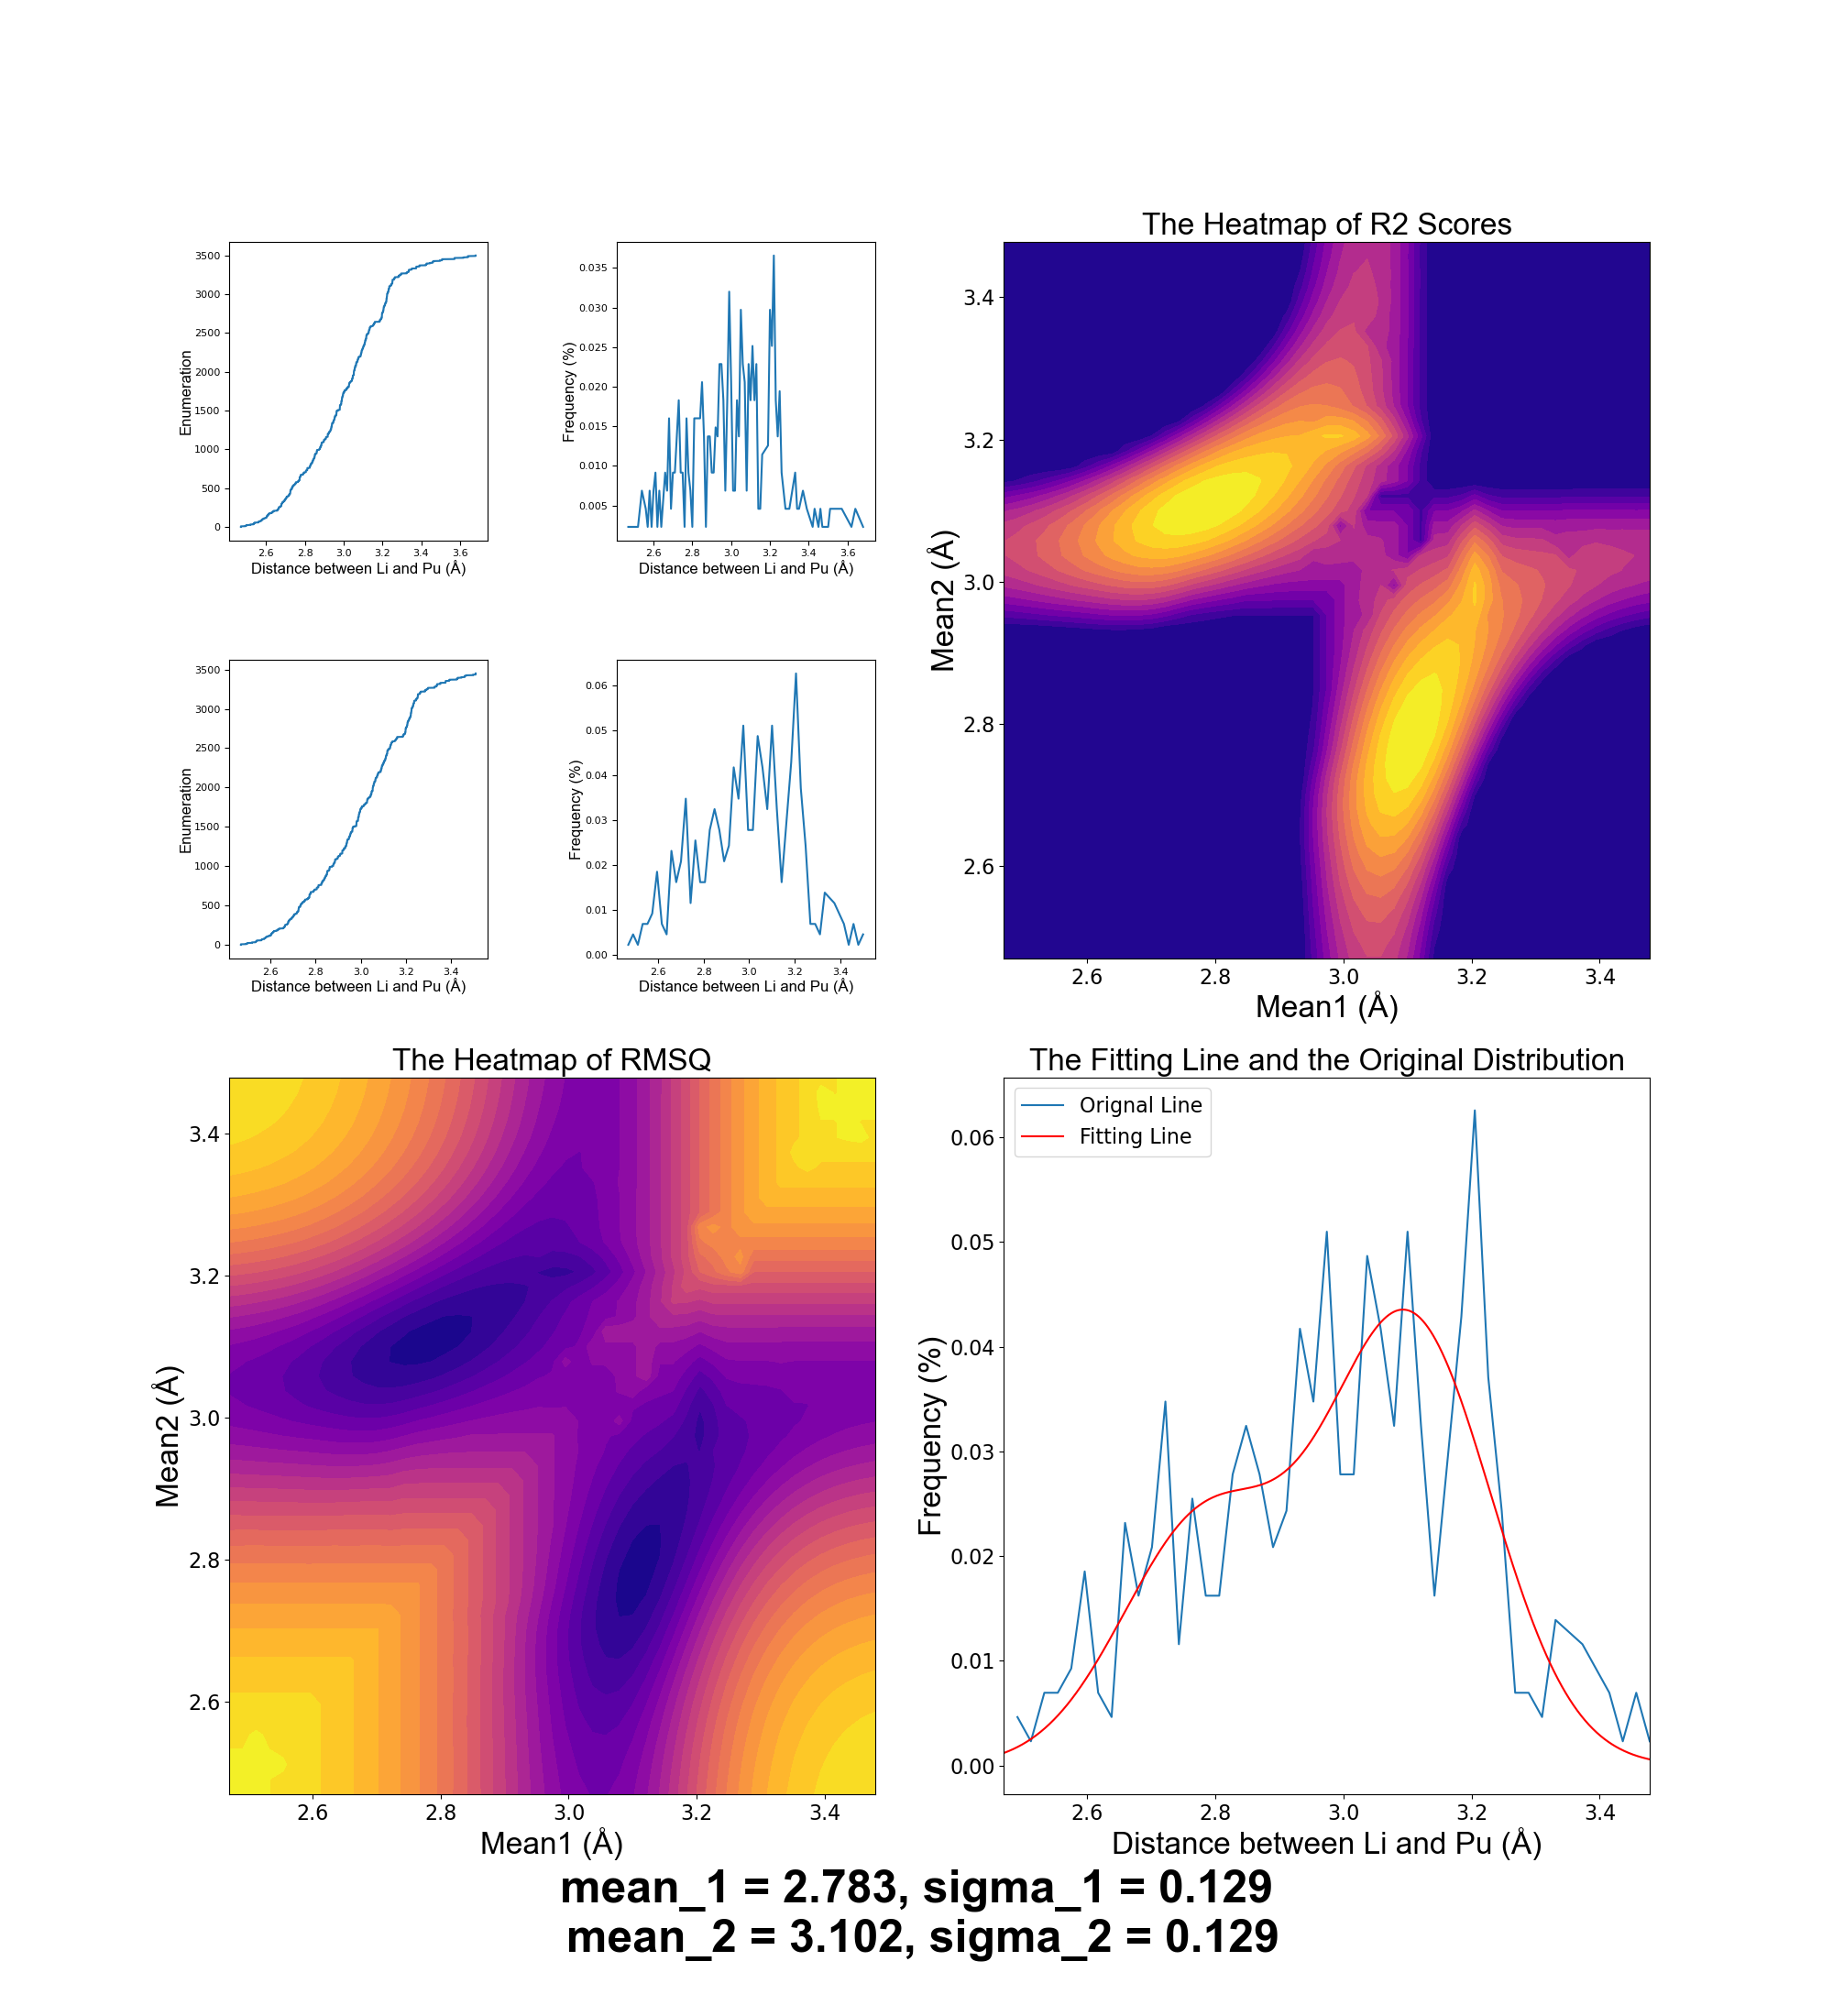 3500
3000
2500
2000
1500
1000
500
0
Enumeration
2.6 2.8 3.0 3.2 3.4 3.6
Distance between Li and Pu (Å)
0.035
0.030
0.025
0.020
0.015
0.010
0.005
Frequency (%)
2.6 2.8 3.0 3.2 3.4 3.6
Distance between Li and Pu (Å)
The Heatmap of R2 Scores
3.4
3.2
3.0
2.8
2.6
Mean2 (Å)
2.6 2.8 3.0 3.2 3.4
Mean1 (Å)
3500
3000
2500
2000
1500
1000
500
0
Enumeration
2.6 2.8 3.0 3.2 3.4
Distance between Li and Pu (Å)
0.06
0.05
0.04
0.03
0.02
0.01
0.00
Frequency (%)
2.6 2.8 3.0 3.2 3.4
Distance between Li and Pu (Å)
The Heatmap of RMSQ
3.4
3.2
3.0
2.8
2.6
Mean2 (Å)
2.6 2.8 3.0 3.2 3.4
Mean1 (Å)
The Fitting Line and the Original Distribution
Orignal Line
Fitting Line
0.06
0.05
0.04
0.03
0.02
0.01
0.00
Frequency (%)
2.6 2.8 3.0 3.2 3.4
Distance between Li and Pu (Å)
mean_1 = 2.783, sigma_1 = 0.129
mean_2 = 3.102, sigma_2 = 0.129